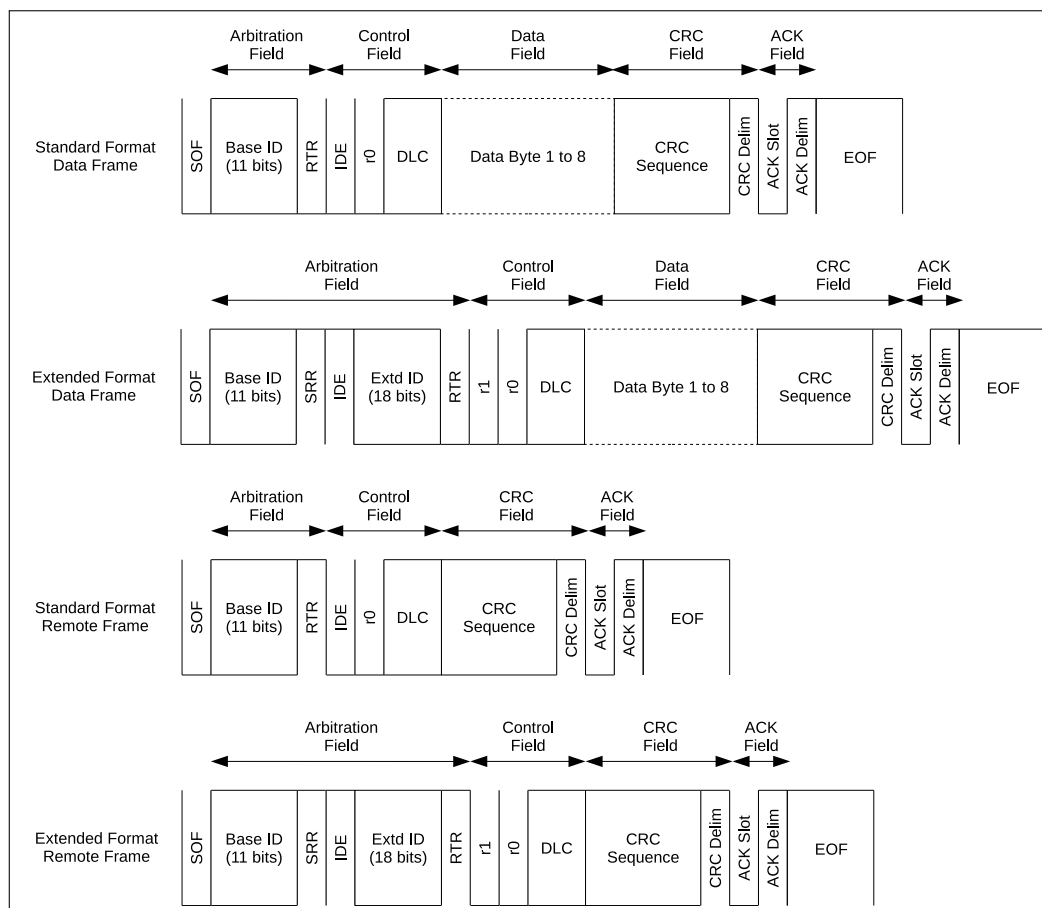 Arbitration
Field
Control
Field
Data
Field
CRC
Field
ACK
Field
Standard Format
Data Frame
SOF
Base ID
(11 bits)
RTR
IDE
r0
DLC
Data Byte 1 to 8
CRC
Sequence
CRC Delim
ACK Slot
ACK Delim
EOF
Arbitration
Field
Control
Field
Data
Field
CRC
Field
ACK
Field
Extended Format
Data Frame
SOF
Base ID
(11 bits)
SRR
IDE
Extd ID
(18 bits)
RTR
r1
r0
DLC
Data Byte 1 to 8
CRC
Sequence
CRC Delim
ACK Slot
ACK Delim
EOF
Arbitration
Field
Control
Field
CRC
Field
ACK
Field
Standard Format
Remote Frame
SOF
Base ID
(11 bits)
RTR
IDE
r0
DLC
CRC
Sequence
CRC Delim
ACK Slot
ACK Delim
EOF
Arbitration
Field
Control
Field
CRC
Field
ACK
Field
Extended Format
Remote Frame
SOF
Base ID
(11 bits)
SRR
IDE
Extd ID
(18 bits)
RTR
r1
r0
DLC
CRC
Sequence
CRC Delim
ACK Slot
ACK Delim
EOF